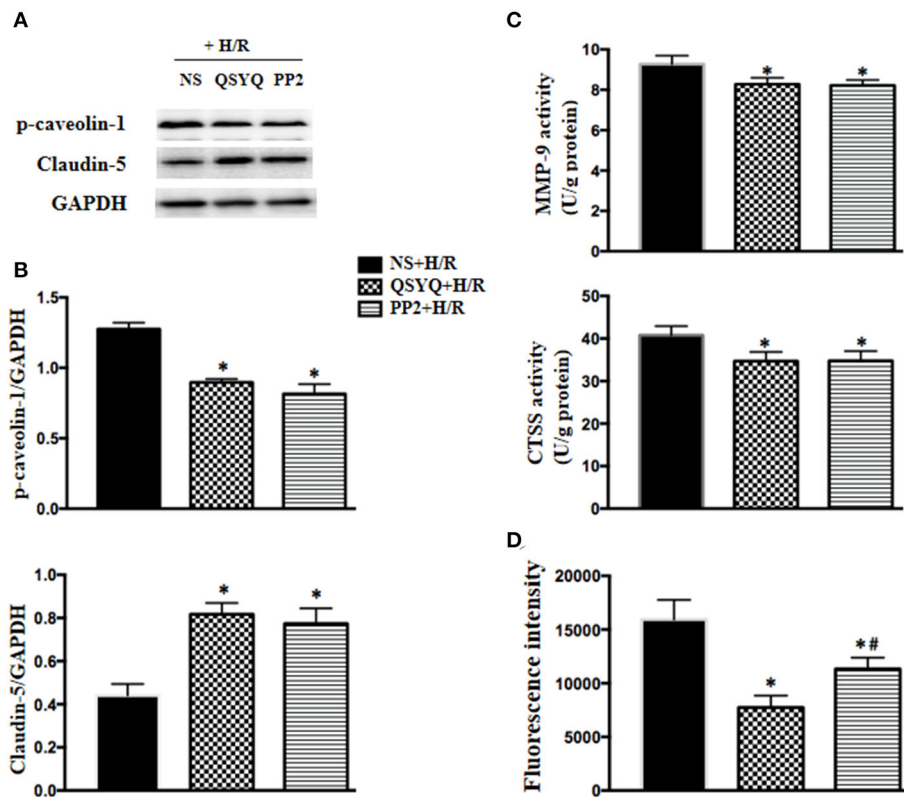 A
+ H/R
NS QSYQ PP2
p-caveolin-1
Claudin-5
GAPDH
B
NS+H/R
QSYQ+H/R
PP2+H/R
p-caveolin-1/GAPDH
1.5
1.0
0.5
0.0
*
*
Claudin-5/GAPDH
1.0
0.8
0.6
0.4
0.2
0.0
*
*
C
MMP-9 activity
(U/g protein)
10
8
6
4
2
0
*
*
CTSS activity
(U/g protein)
50
40
30
20
10
0
*
*
D
Fluorescence intensity
20000
15000
10000
5000
0
*
*#